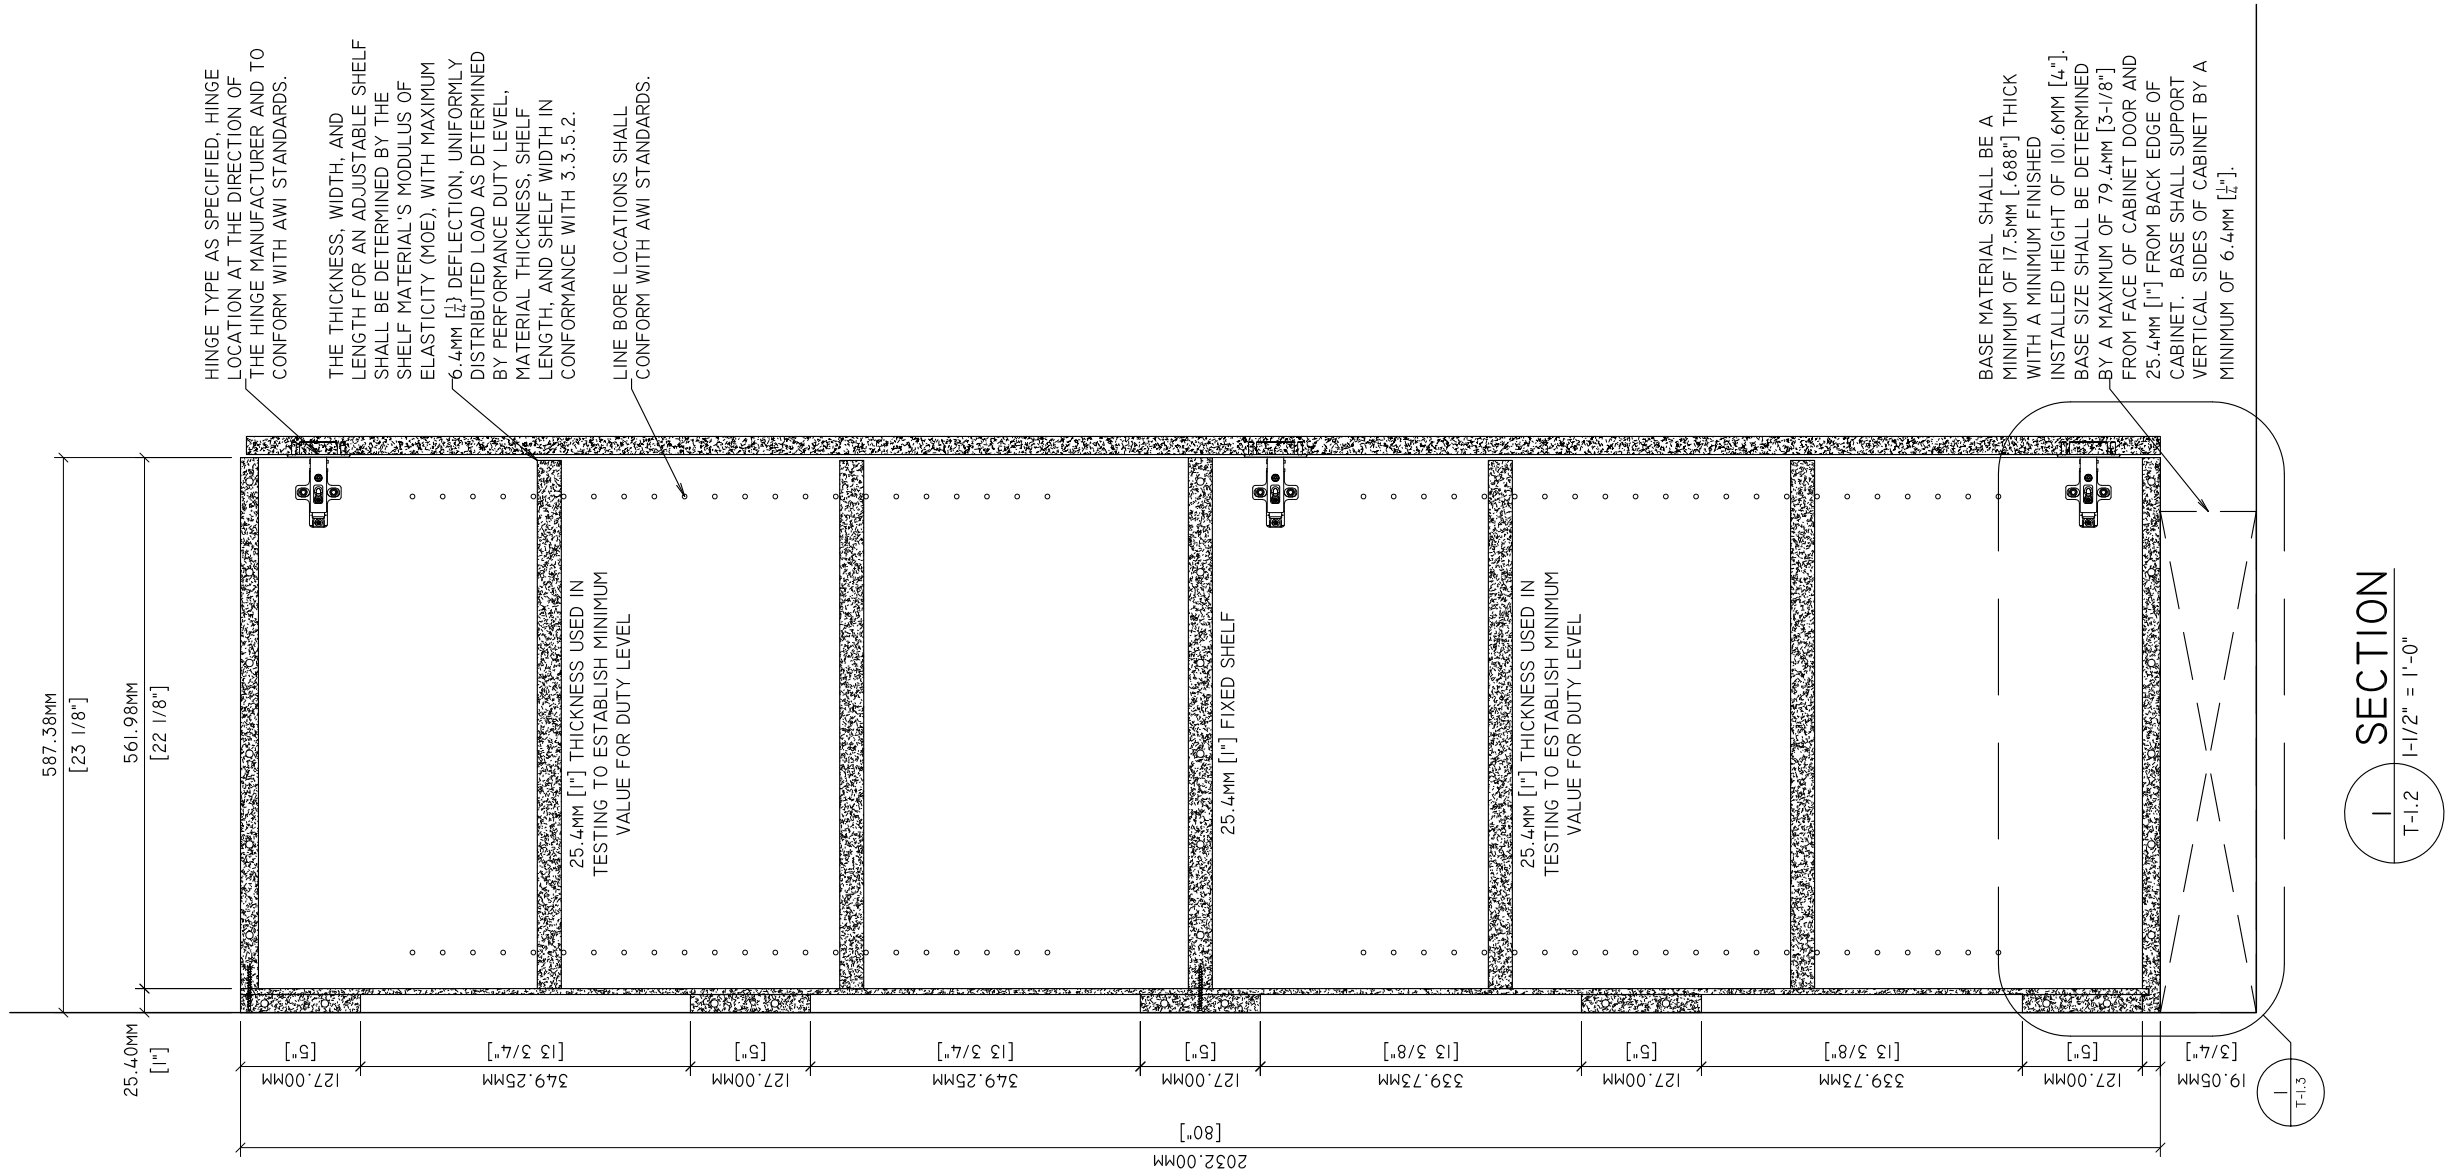 HINGE TYPE AS SPECIFIED, HINGE
LOCATION AT THE DIRECTION OF
THE HINGE MANUFACTURER AND TO
CONFORM WITH AWI STANDARDS.
THE THICKNESS, WIDTH, AND
LENGTH FOR AN ADJUSTABLE SHELF
SHALL BE DETERMINED BY THE
SHELF MATERIAL'S MODULUS OF
ELASTICITY (MOE), WITH MAXIMUM
6.4MM [1/4"} DEFLECTION, UNIFORMLY
DISTRIBUTED LOAD AS DETERMINED
BY PERFORMANCE DUTY LEVEL,
MATERIAL THICKNESS, SHELF
LENGTH, AND SHELF WIDTH IN
CONFORMANCE WITH 3.3.5.2.
LINE BORE LOCATIONS SHALL
CONFORM WITH AWI STANDARDS.
BASE MATERIAL SHALL BE A
MINIMUM OF 17.5MM [.688"] THICK
WITH A MINIMUM FINISHED
INSTALLED HEIGHT OF 101.6MM [4"].
BASE SIZE SHALL BE DETERMINED
BY A MAXIMUM OF 79.4MM [3-1/8"]
FROM FACE OF CABINET DOOR AND
25.4MM [1"] FROM BACK EDGE OF
CABINET. BASE SHALL SUPPORT
VERTICAL SIDES OF CABINET BY A
MINIMUM OF 6.4MM [1/4"].
587.38MM
[23 1/8"]
561.98MM
[22 1/8"]
25.40MM
[1"]
25.4MM [1"] THICKNESS USED IN
TESTING TO ESTABLISH MINIMUM
VALUE FOR DUTY LEVEL
25.4MM [1"] FIXED SHELF
25.4MM [1"] THICKNESS USED IN
TESTING TO ESTABLISH MINIMUM
VALUE FOR DUTY LEVEL
127.00MM
[5"]
349.25MM
[13 3/4"]
127.00MM
[5"]
349.25MM
[13 3/4"]
127.00MM
[5"]
339.73MM
[13 3/8"]
127.00MM
[5"]
339.73MM
[13 3/8"]
127.00MM
[5"]
19.05MM
[3/4"]
2032.00MM
[80"]
1
T-1.3
1
T-1.2
SECTION
1-1/2" = 1'-0"